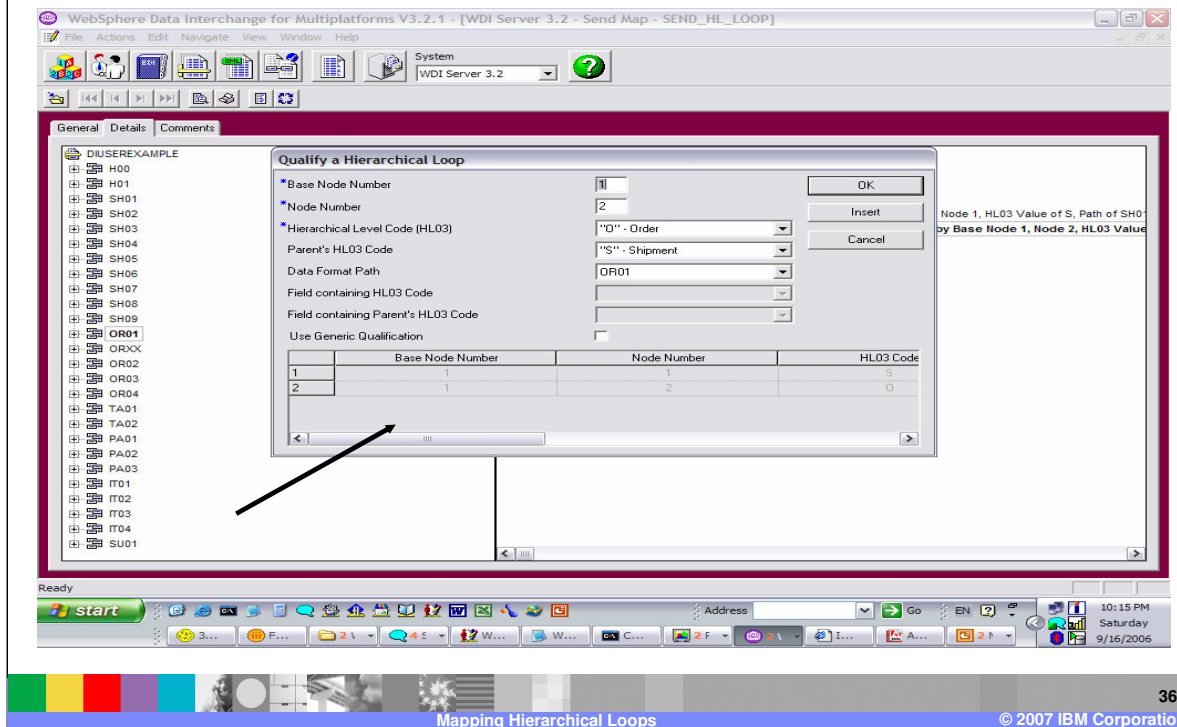 WebSphere Data Interchange for Multiplatforms V3.2.1 - [WDI Server 3.2 - Send Map - SEND_HL_LOOP]
File Actions Edit Navigate View Window Help
EDI
System
WDI Server 3.2
General Details Comments
DIUSEREXAMPLE
H00
H01
SH01
SH02
SH03
SH04
SH05
SH06
SH07
SH08
SH09
OR01
ORXX
OR02
OR03
OR04
TA01
TA02
PA01
PA02
PA03
IT01
IT02
IT03
IT04
SU01
Qualify a Hierarchical Loop
*Base Node Number 1
*Node Number 2
*Hierarchical Level Code (HL03) "O" - Order
Parent's HL03 Code "S" - Shipment
Data Format Path OR01
Field containing HL03 Code
Field containing Parent's HL03 Code
Use Generic Qualification
OK
Insert
Cancel
Base Node Number Node Number HL03 Code
1 1 1 S
2 1 2 O
Node 1, HL03 Value of S, Path of SH01
by Base Node 1, Node 2, HL03 Value
Ready
start
Address Go EN
10:15 PM
Saturday
9/16/2006
3... F... 2 4 W... W... C... 2 F 2 I... A... 2
36
Mapping Hierarchical Loops
© 2007 IBM Corporatio